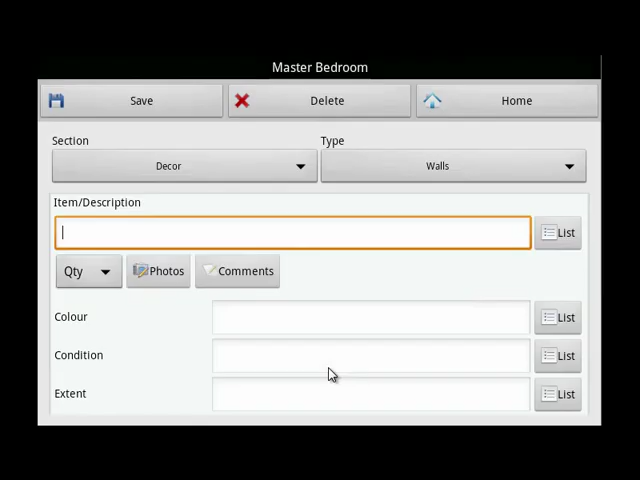 Master Bedroom
Save Delete Home
Section Type
Decor Walls
Item/Description
List
Qty Photos Comments
Colour List
Condition List
Extent List